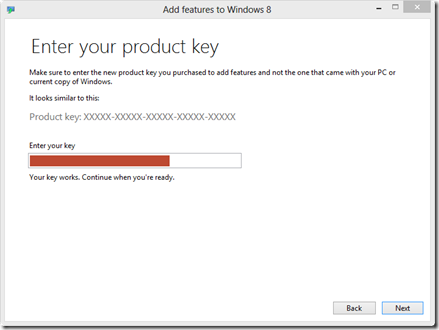 Add features to Windows 8
Enter your product key
Make sure to enter the new product key you purchased to add features and not the one that came with your PC or
current copy of Windows.
It looks similar to this:
Product key: XXXXX-XXXXX-XXXXX-XXXXX-XXXXX
Enter your key
Your key works. Continue when you're ready.
Back
Next